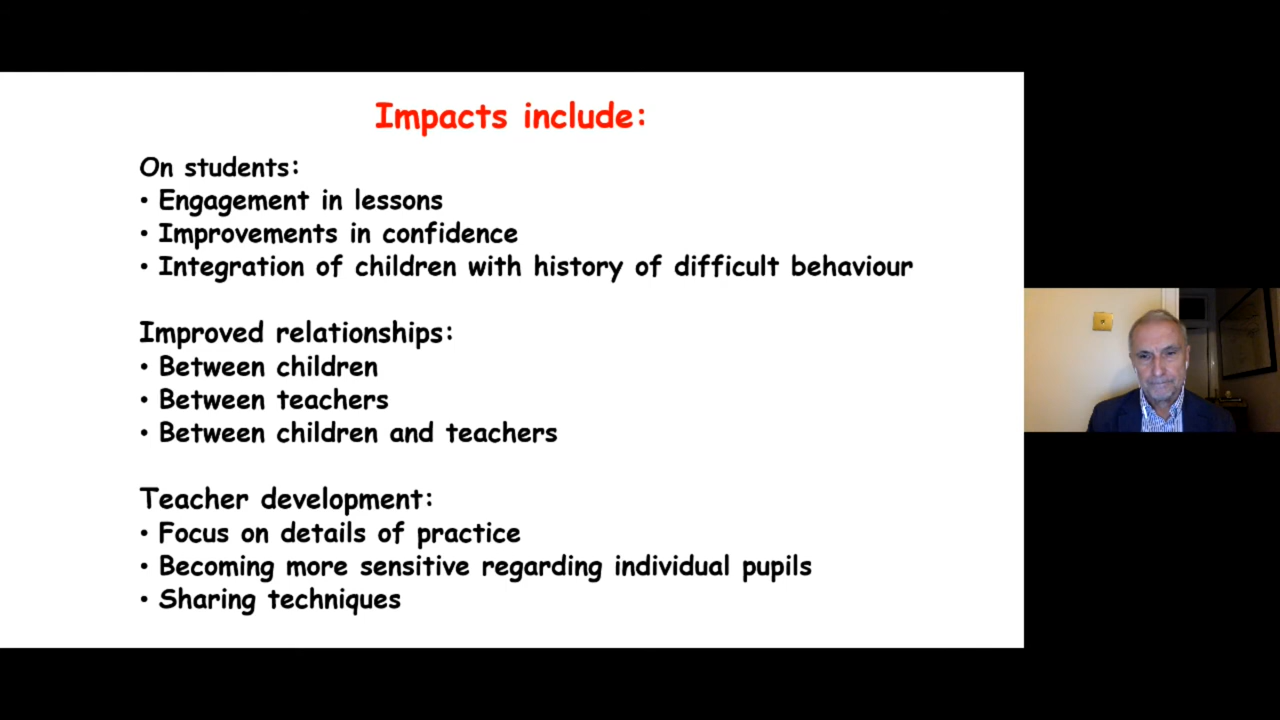 Impacts include:
On students:
• Engagement in lessons
• Improvements in confidence
• Integration of children with history of difficult behaviour
Improved relationships:
• Between children
• Between teachers
• Between children and teachers
Teacher development:
• Focus on details of practice
• Becoming more sensitive regarding individual pupils
• Sharing techniques